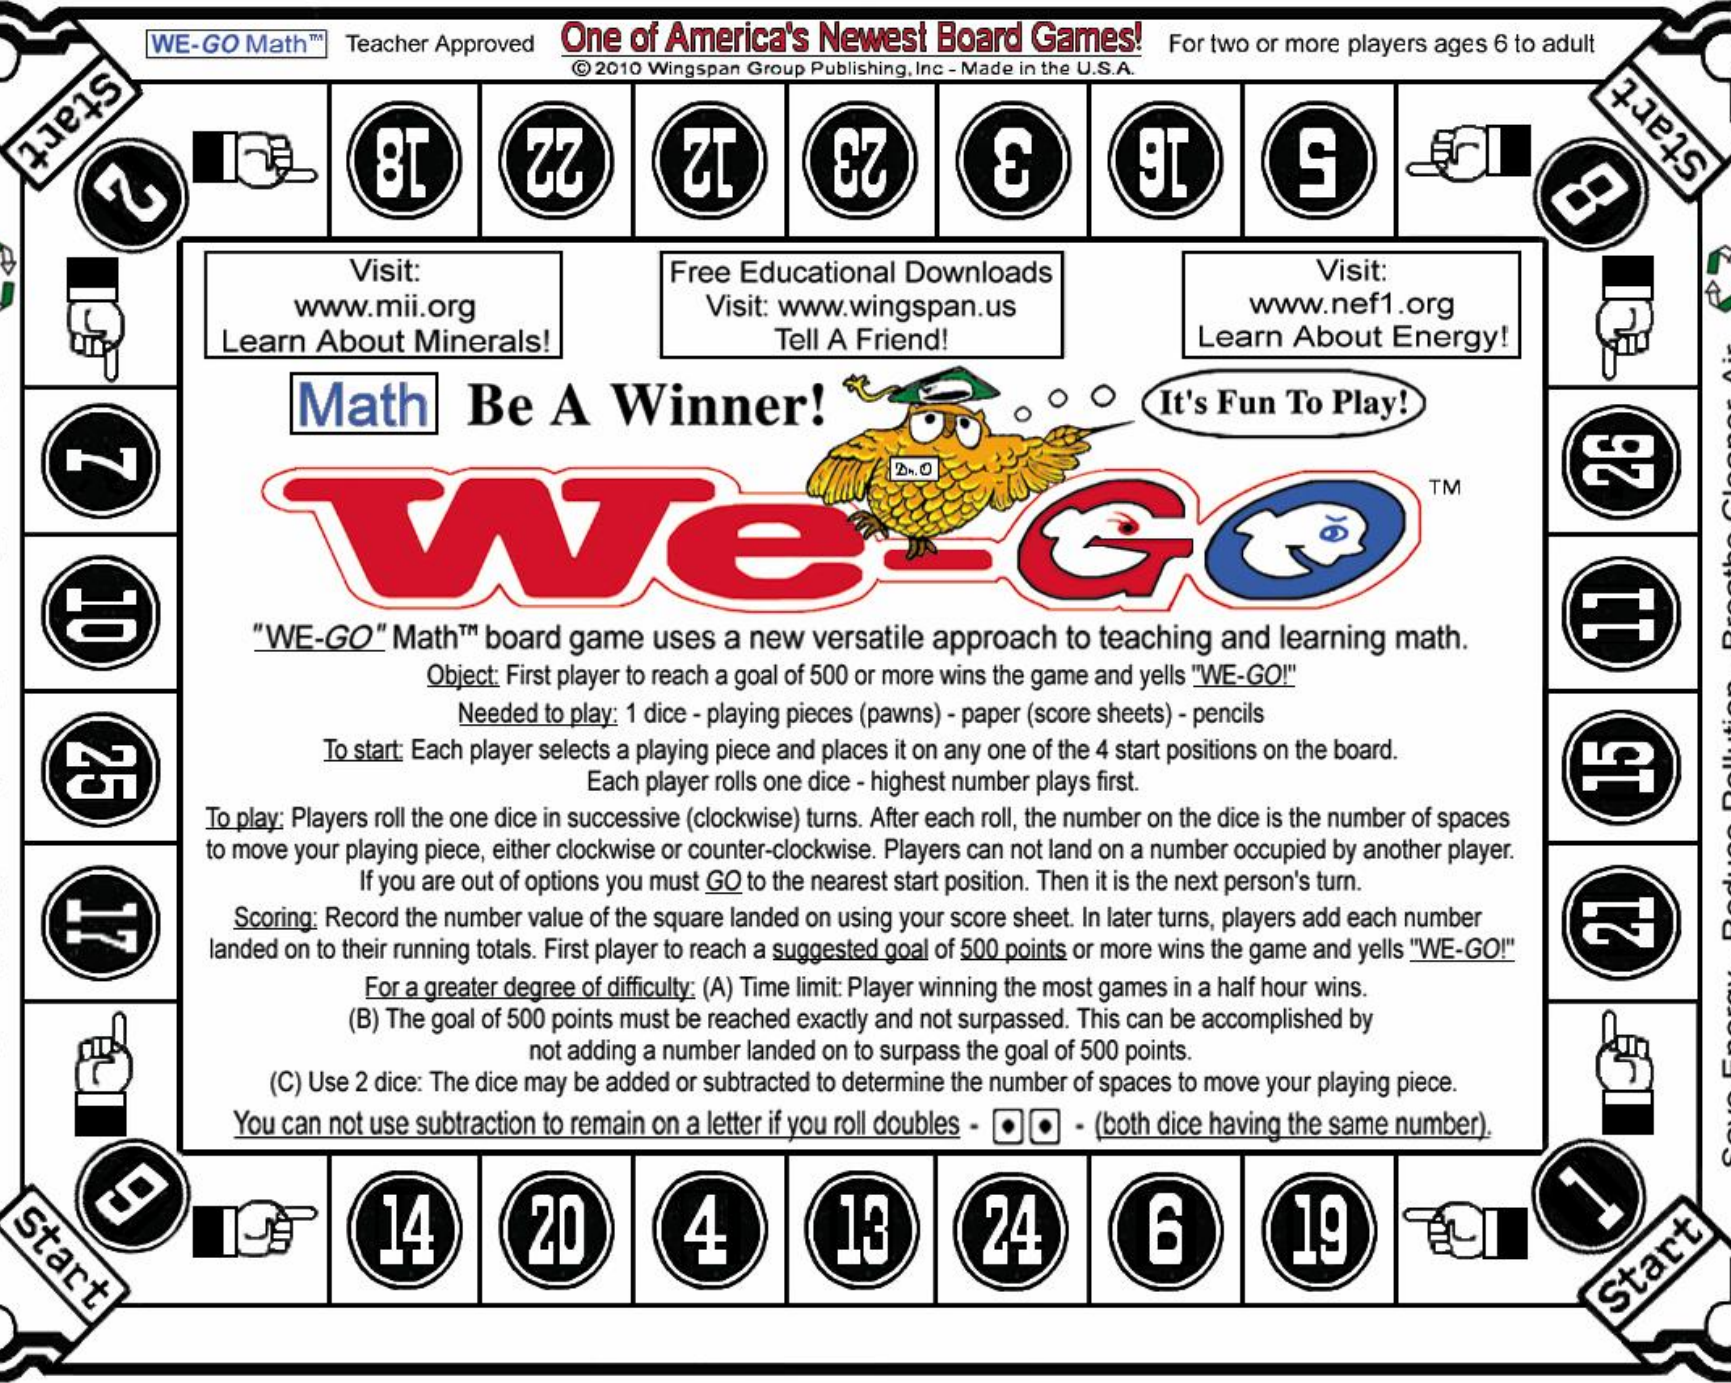 WE-GO Math™ Teacher Approved One of America's Newest Board Games! For two or more players ages 6 to adult
© 2010 Wingspan Group Publishing, Inc - Made in the U.S.A.
Start
Start
2 18 22 12 23 3 16 5 8
Visit:
www.mii.org
Learn About Minerals!
Free Educational Downloads
Visit: www.wingspan.us
Tell A Friend!
Visit:
www.nef1.org
Learn About Energy!
Math Be A Winner!
It's Fun To Play!
Dr. O
We-GO ™
7
10
25
17
26
11
15
21
"WE-GO" Math™ board game uses a new versatile approach to teaching and learning math.
Object: First player to reach a goal of 500 or more wins the game and yells "WE-GO!"
Needed to play: 1 dice - playing pieces (pawns) - paper (score sheets) - pencils
To start: Each player selects a playing piece and places it on any one of the 4 start positions on the board.
Each player rolls one dice - highest number plays first.
To play: Players roll the one dice in successive (clockwise) turns. After each roll, the number on the dice is the number of spaces
to move your playing piece, either clockwise or counter-clockwise. Players can not land on a number occupied by another player.
If you are out of options you must GO to the nearest start position. Then it is the next person's turn.
Scoring: Record the number value of the square landed on using your score sheet. In later turns, players add each number
landed on to their running totals. First player to reach a suggested goal of 500 points or more wins the game and yells "WE-GO!"
For a greater degree of difficulty: (A) Time limit: Player winning the most games in a half hour wins.
(B) The goal of 500 points must be reached exactly and not surpassed. This can be accomplished by
not adding a number landed on to surpass the goal of 500 points.
(C) Use 2 dice: The dice may be added or subtracted to determine the number of spaces to move your playing piece.
You can not use subtraction to remain on a letter if you roll doubles - - (both dice having the same number).
9 14 20 4 13 24 6 19 1
Start
Start
Save Energy - Reduce Pollution - Breathe Cleaner Air